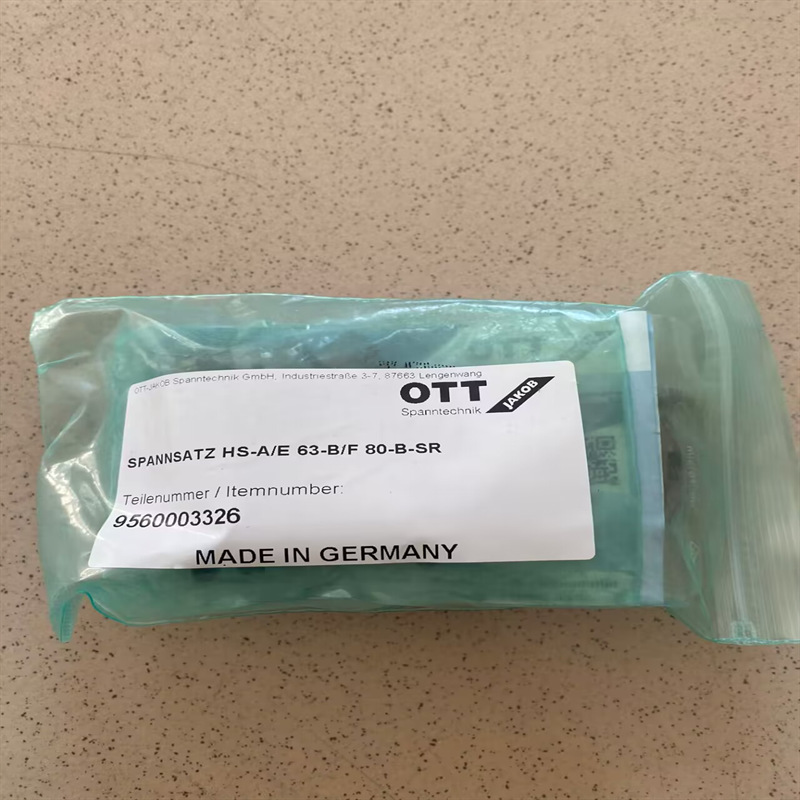 OTT-JAKOB Spanntechnik GmbH, Industriestraße 3-7, 87663 Lengenwang
OTT
JAKOB
Spanntechnik
SPANNSATZ HS-A/E 63-B/F 80-B-SR
Teilenummer / Itemnumber:
9560003326
MADE IN GERMANY